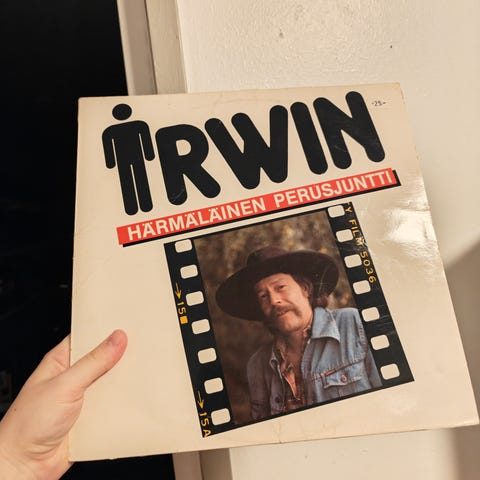 IRWIN
-25.-
HÄRMÄLÄINEN PERUSJUNTTI
Y FILM 5036
→15
→15A